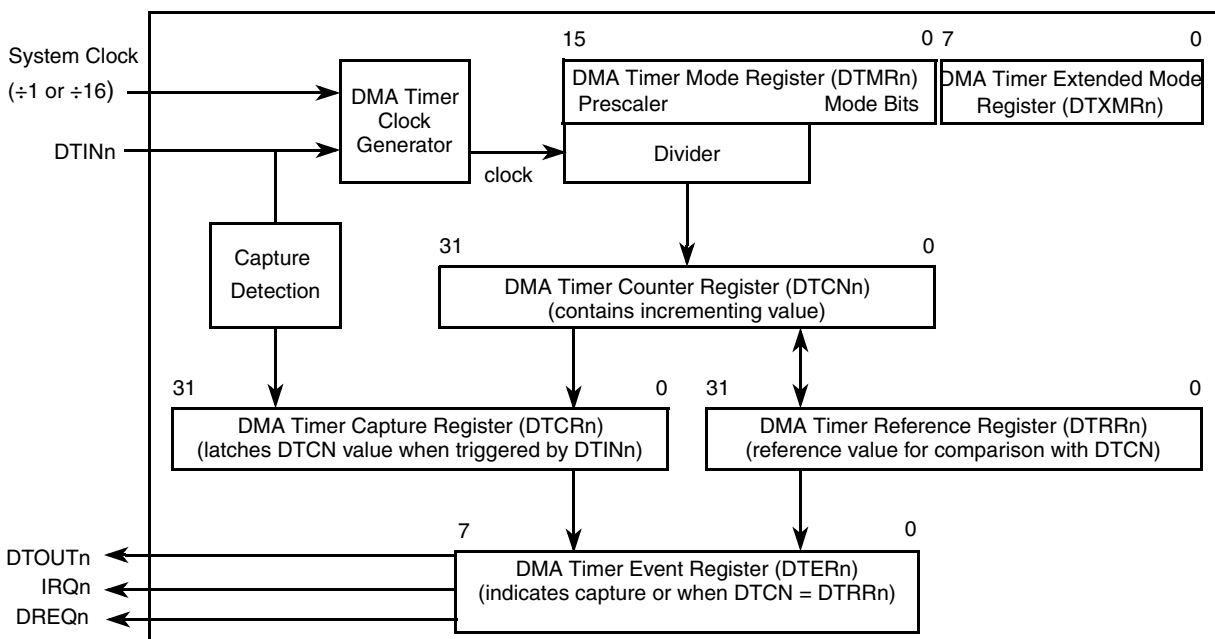 15 0 7 0
System Clock
(÷1 or ÷16)
DTINn
DMA Timer
Clock
Generator
clock
DMA Timer Mode Register (DTMRn)
Prescaler Mode Bits
DMA Timer Extended Mode
Register (DTXMRn)
Divider
Capture
Detection
31 0
DMA Timer Counter Register (DTCNn)
(contains incrementing value)
31 0
DMA Timer Capture Register (DTCRn)
(latches DTCN value when triggered by DTINn)
31 0
DMA Timer Reference Register (DTRRn)
(reference value for comparison with DTCN)
7 0
DMA Timer Event Register (DTERn)
(indicates capture or when DTCN = DTRRn)
DTOUTn
IRQn
DREQn